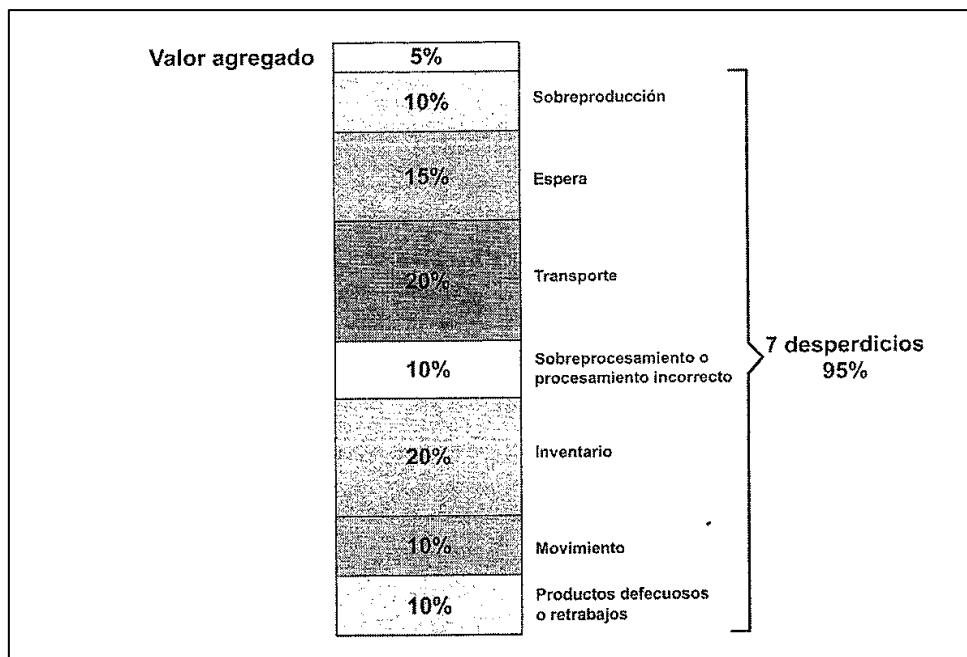 Valor agregado 5%
10% Sobreproducción
15% Espera
20% Transporte
10% Sobreprocesamiento o
procesamiento incorrecto
7 desperdicios
95%
20% Inventario
10% Movimiento
10% Productos defecuosos
o retrabajos